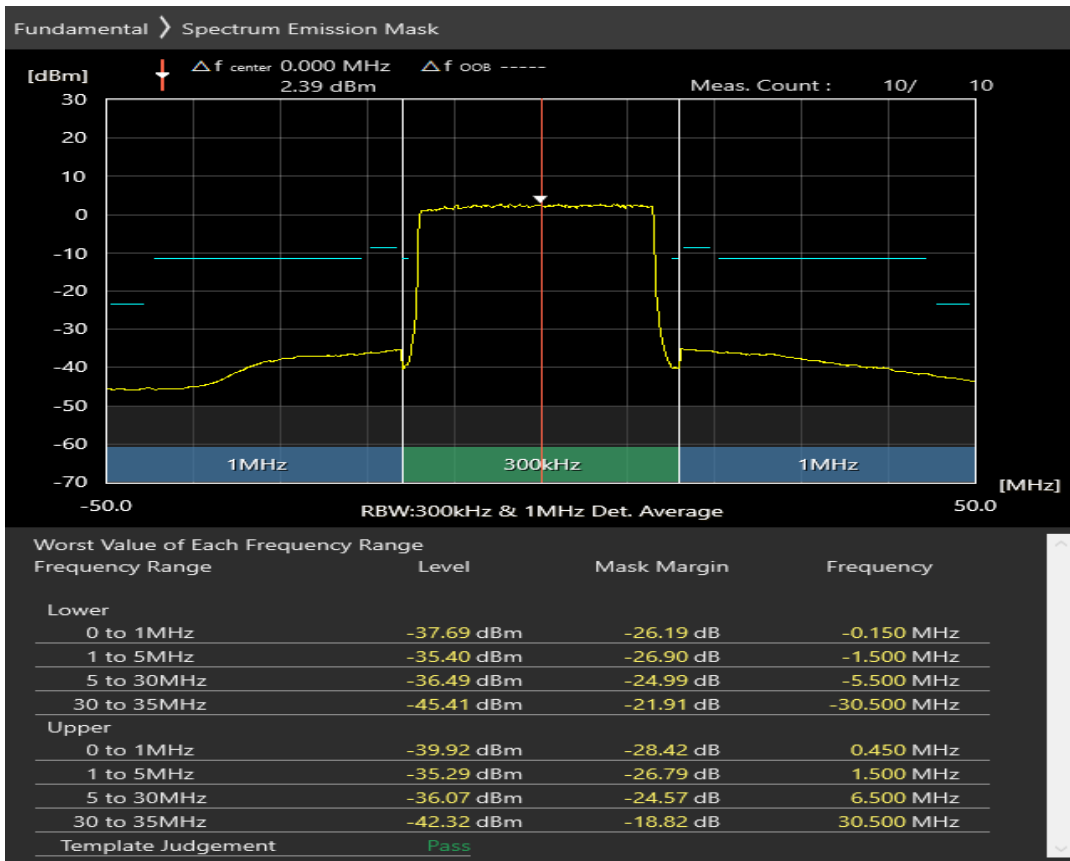 Fundamental ❯ Spectrum Emission Mask
[dBm] △f center 0.000 MHz △f OOB -----
2.39 dBm Meas. Count : 10/ 10
30
20
10
0
-10
-20
-30
-40
-50
-60
1MHz 300kHz 1MHz
-70 [MHz]
-50.0 RBW:300kHz & 1MHz Det. Average 50.0
Worst Value of Each Frequency Range
Frequency Range Level Mask Margin Frequency
Lower
0 to 1MHz -37.69 dBm -26.19 dB -0.150 MHz
1 to 5MHz -35.40 dBm -26.90 dB -1.500 MHz
5 to 30MHz -36.49 dBm -24.99 dB -5.500 MHz
30 to 35MHz -45.41 dBm -21.91 dB -30.500 MHz
Upper
0 to 1MHz -39.92 dBm -28.42 dB 0.450 MHz
1 to 5MHz -35.29 dBm -26.79 dB 1.500 MHz
5 to 30MHz -36.07 dBm -24.57 dB 6.500 MHz
30 to 35MHz -42.32 dBm -18.82 dB 30.500 MHz
Template Judgement Pass